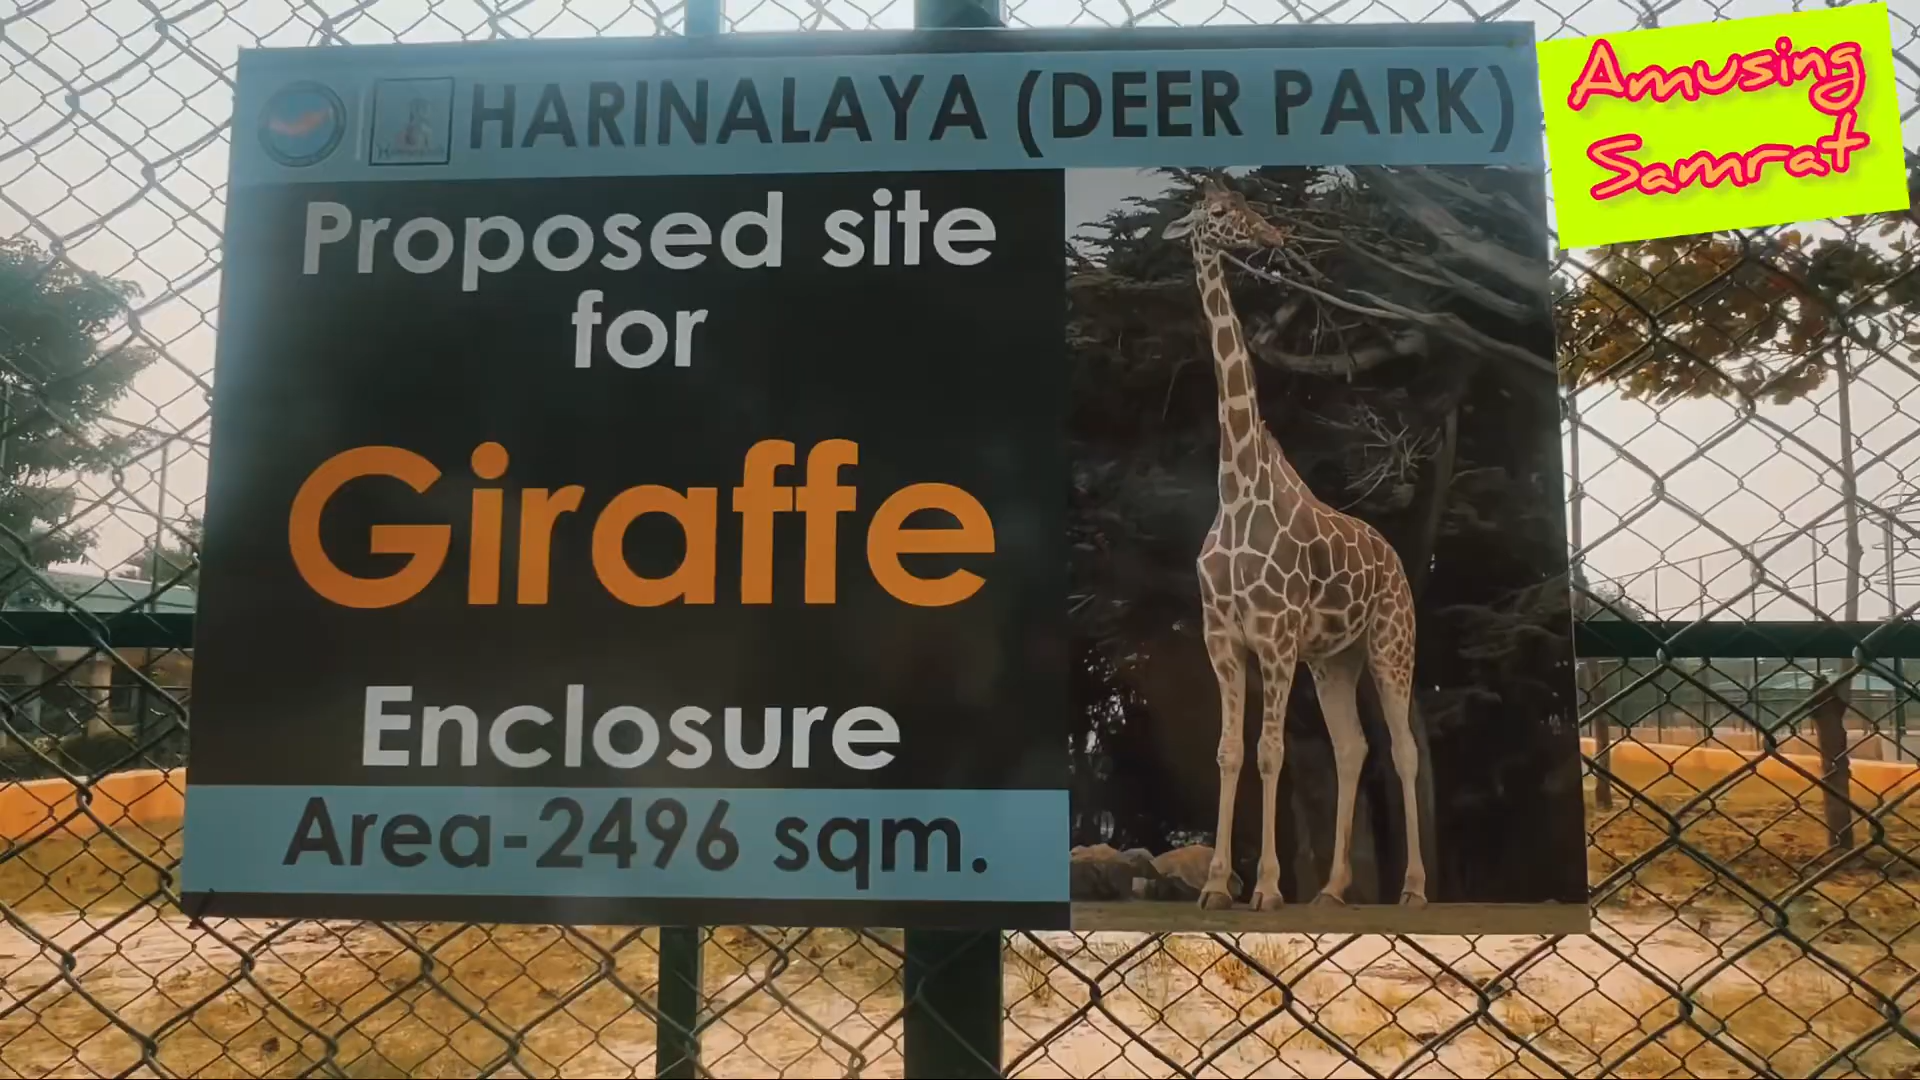 HARINALAYA (DEER PARK)
Proposed site
for
Giraffe
Enclosure
Area-2496 sqm.
Amusing
Samrat